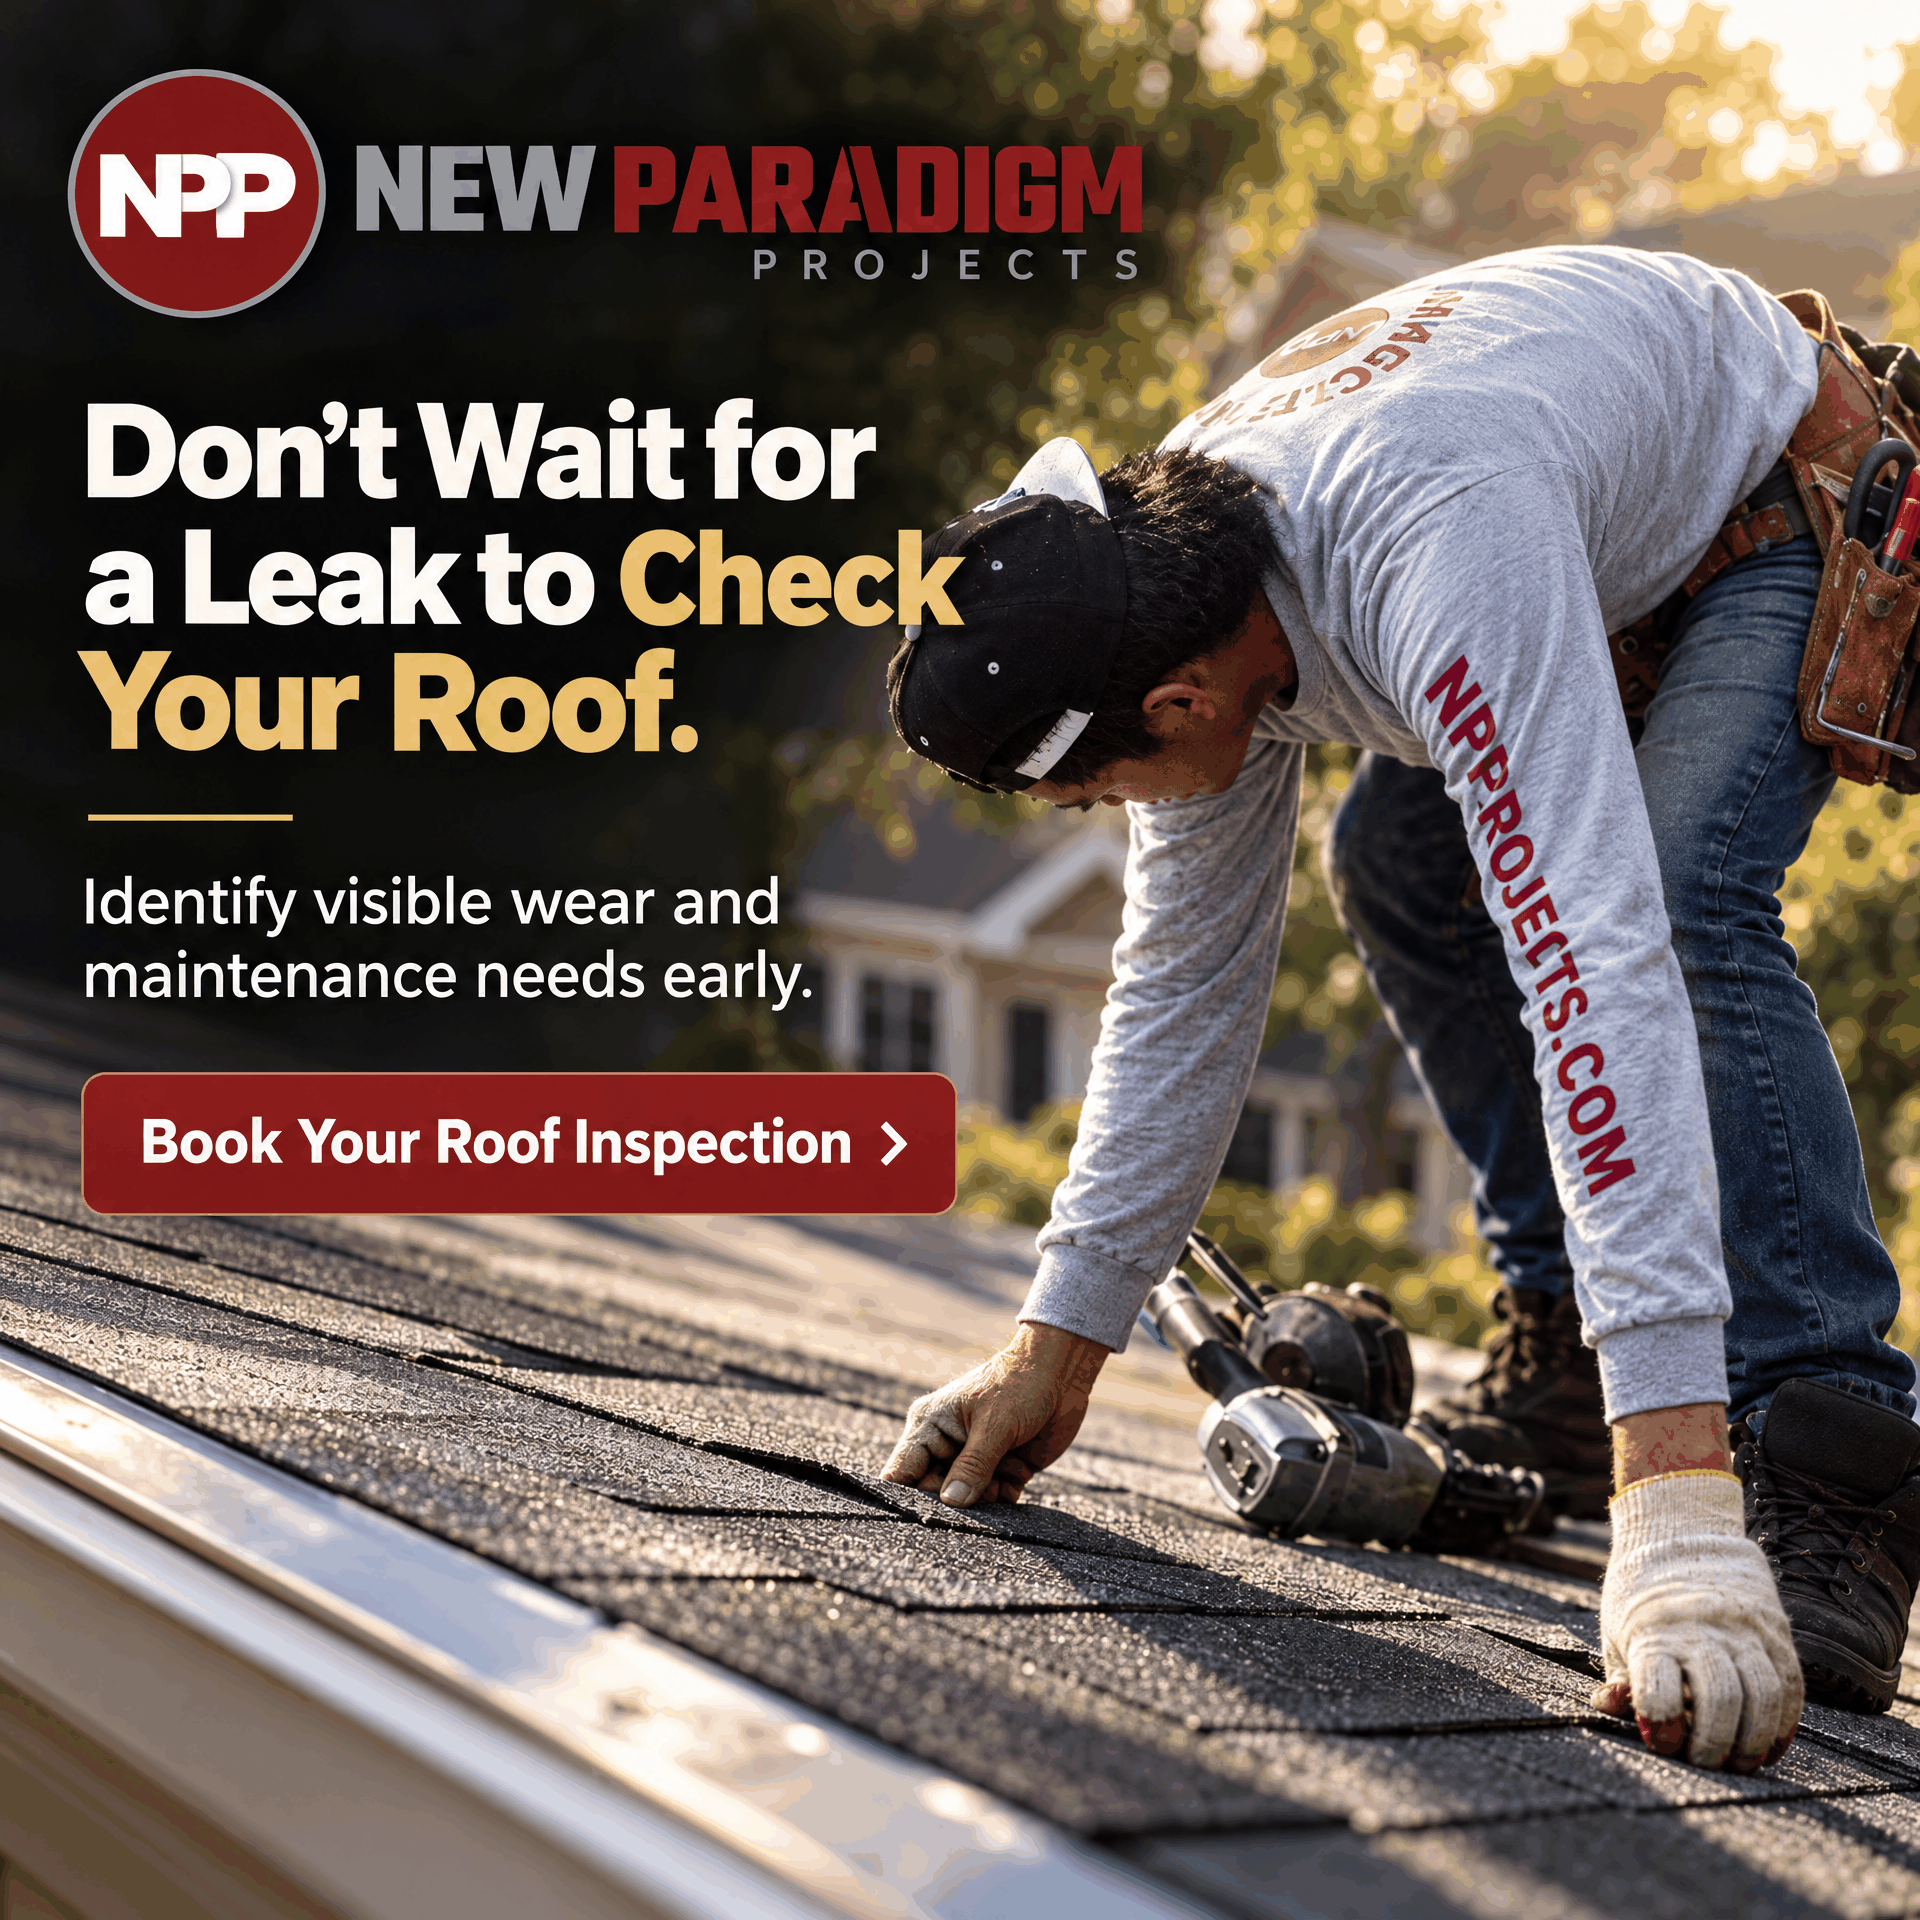 NPP
NEW PARADIGM
PROJECTS
Don't Wait for
a Leak to Check
Your Roof.
Identify visible wear and
maintenance needs early.
Book Your Roof Inspection
NPPROJECTS.COM